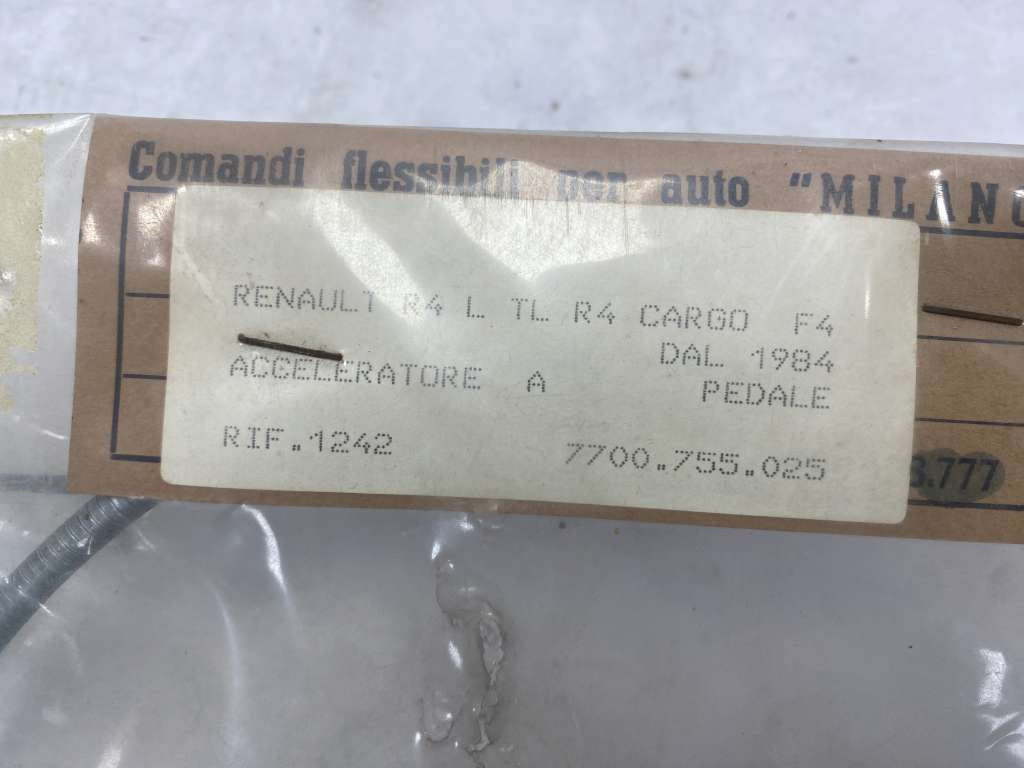 Comandi flessibili per auto "MILANO
RENAULT R4 L TL R4 CARGO F4
DAL 1984
ACCELERATORE A PEDALE
RIF.1242 7700.755.025
.777